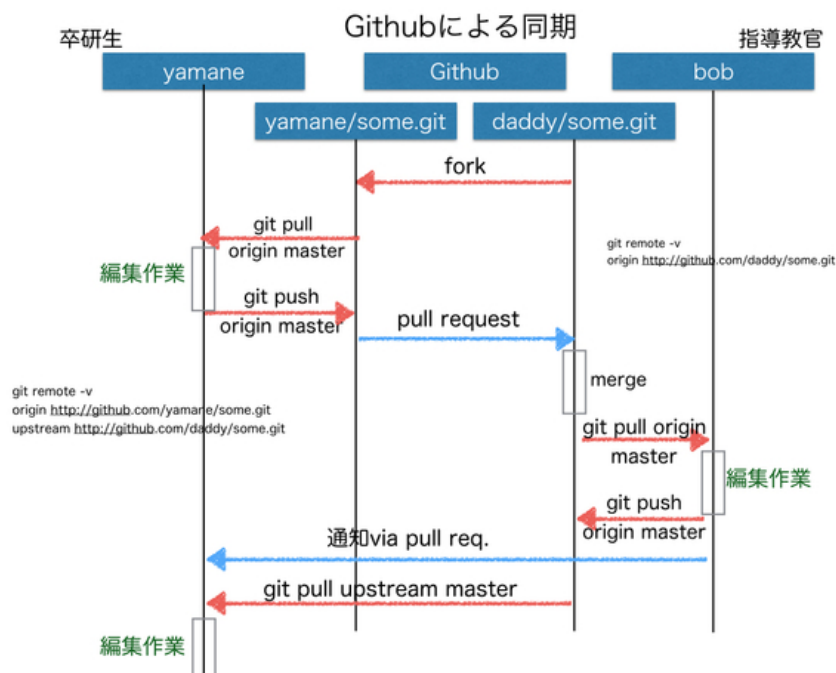 Githubによる同期
卒研生
指導教官
yamane
Github
bob
yamane/some.git
daddy/some.git
fork
git pull
origin master
git remote -v
origin http://github.com/daddy/some.git
編集作業
git push
origin master
pull request
merge
git remote -v
origin http://github.com/yamane/some.git
upstream http://github.com/daddy/some.git
git pull origin
master
編集作業
git push
origin master
通知via pull req.
git pull upstream master
編集作業